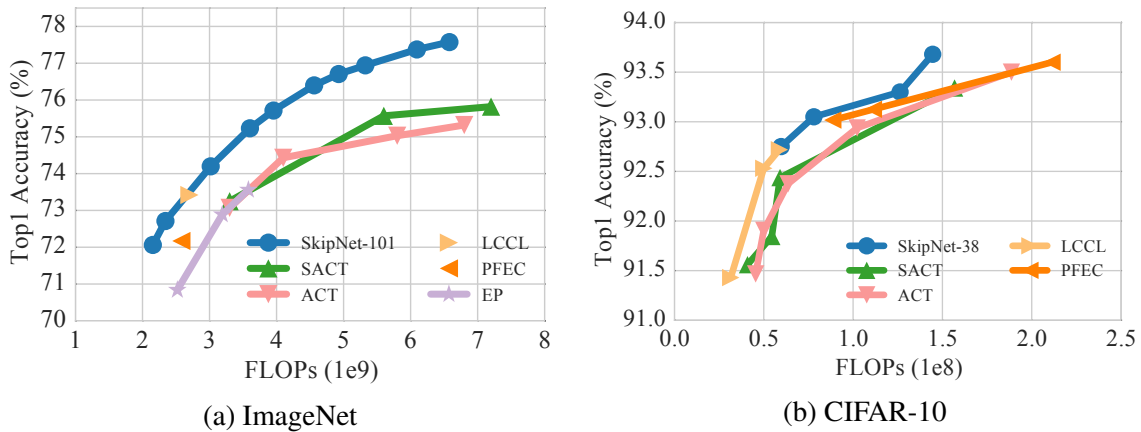 78
77
76
75
74
73
72
71
70
Top1 Accuracy (%)
SkipNet-101
SACT
ACT
LCCL
PFEC
EP
1 2 3 4 5 6 7 8
FLOPs (1e9)
(a) ImageNet
94.0
93.5
93.0
92.5
92.0
91.5
91.0
Top1 Accuracy (%)
SkipNet-38
SACT
ACT
LCCL
PFEC
0.0 0.5 1.0 1.5 2.0 2.5
FLOPs (1e8)
(b) CIFAR-10